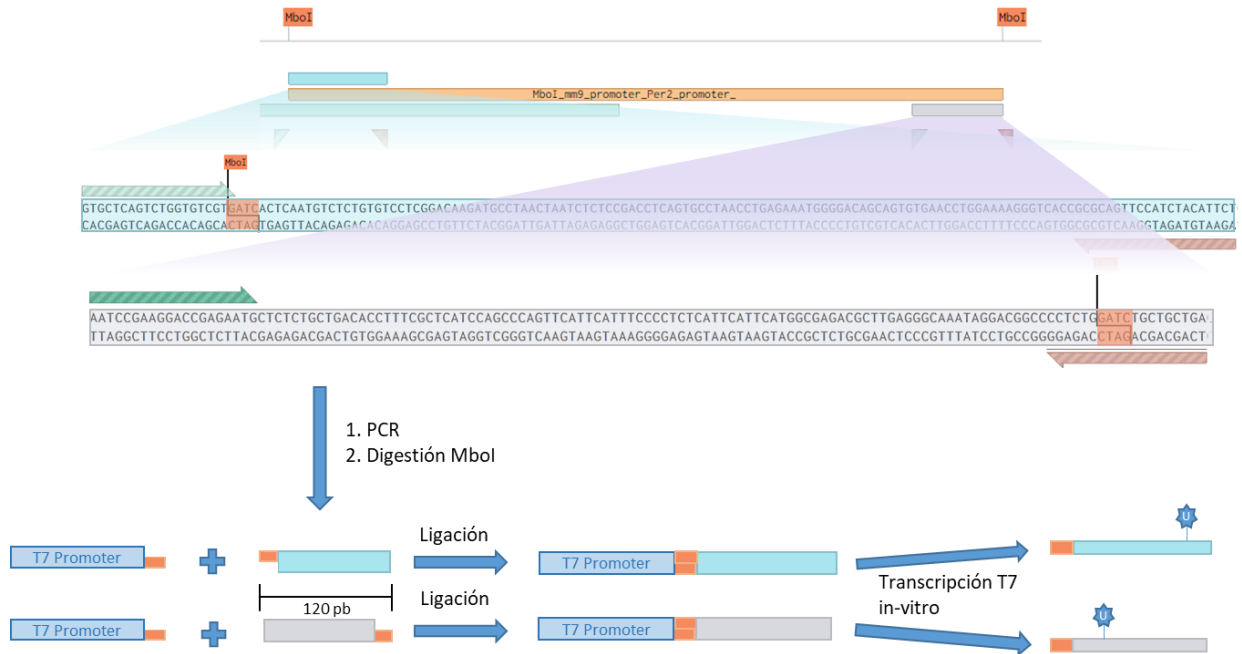 MboI
MboI
MboI_mm9_promoter_Per2_promoter_
MboI
GTGCTCAGTCTGGTGTCGTGATCACTCAATGTCTCTGTGTCCTCGGACAAGATGCCTAACTAATCTCTCCGACCTCAGTGCCTAACCTGAGAAATGGGGACAGCAGTGTGAACCTGGAAAAGGGTCACCGCGCAGTTCCATCTACATTCT
CACGAGTCAGACCACAGCACTAGTGAGTTACAGAGACACAGGAGCCTGTTCTACGGATTGATTAGAGAGGCTGGAGTCACGGATTGGACTCTTTACCCCTGTCGTCACACTTGGACCTTTTCCCAGTGGCGCGTCAAGGTAGATGTAAGA
AATCCGAAGGACCGAGAATGCTCTCTGCTGACACCTTTCGCTCATCCAGCCCAGTTCATTCATTTCCCCTCTCATTCATTCATGGCGAGACGCTTGAGGGCAAATAGGACGGCCCCTCTGGATCTGCTGCTGA
TTAGGCTTCCTGGCTCTTACGAGAGACGACTGTGGAAAGCGAGTAGGTCGGGTCAAGTAAGTAAAGGGGAGAGTAAGTAAGTACCGCTCTGCGAACTCCCGTTTATCCTGCCGGGGAGACCTAGACGACGACT
1. PCR
2. Digestión MboI
T7 Promoter
Ligación
T7 Promoter
U
120 pb
Transcripción T7
in-vitro
T7 Promoter
Ligación
T7 Promoter
U